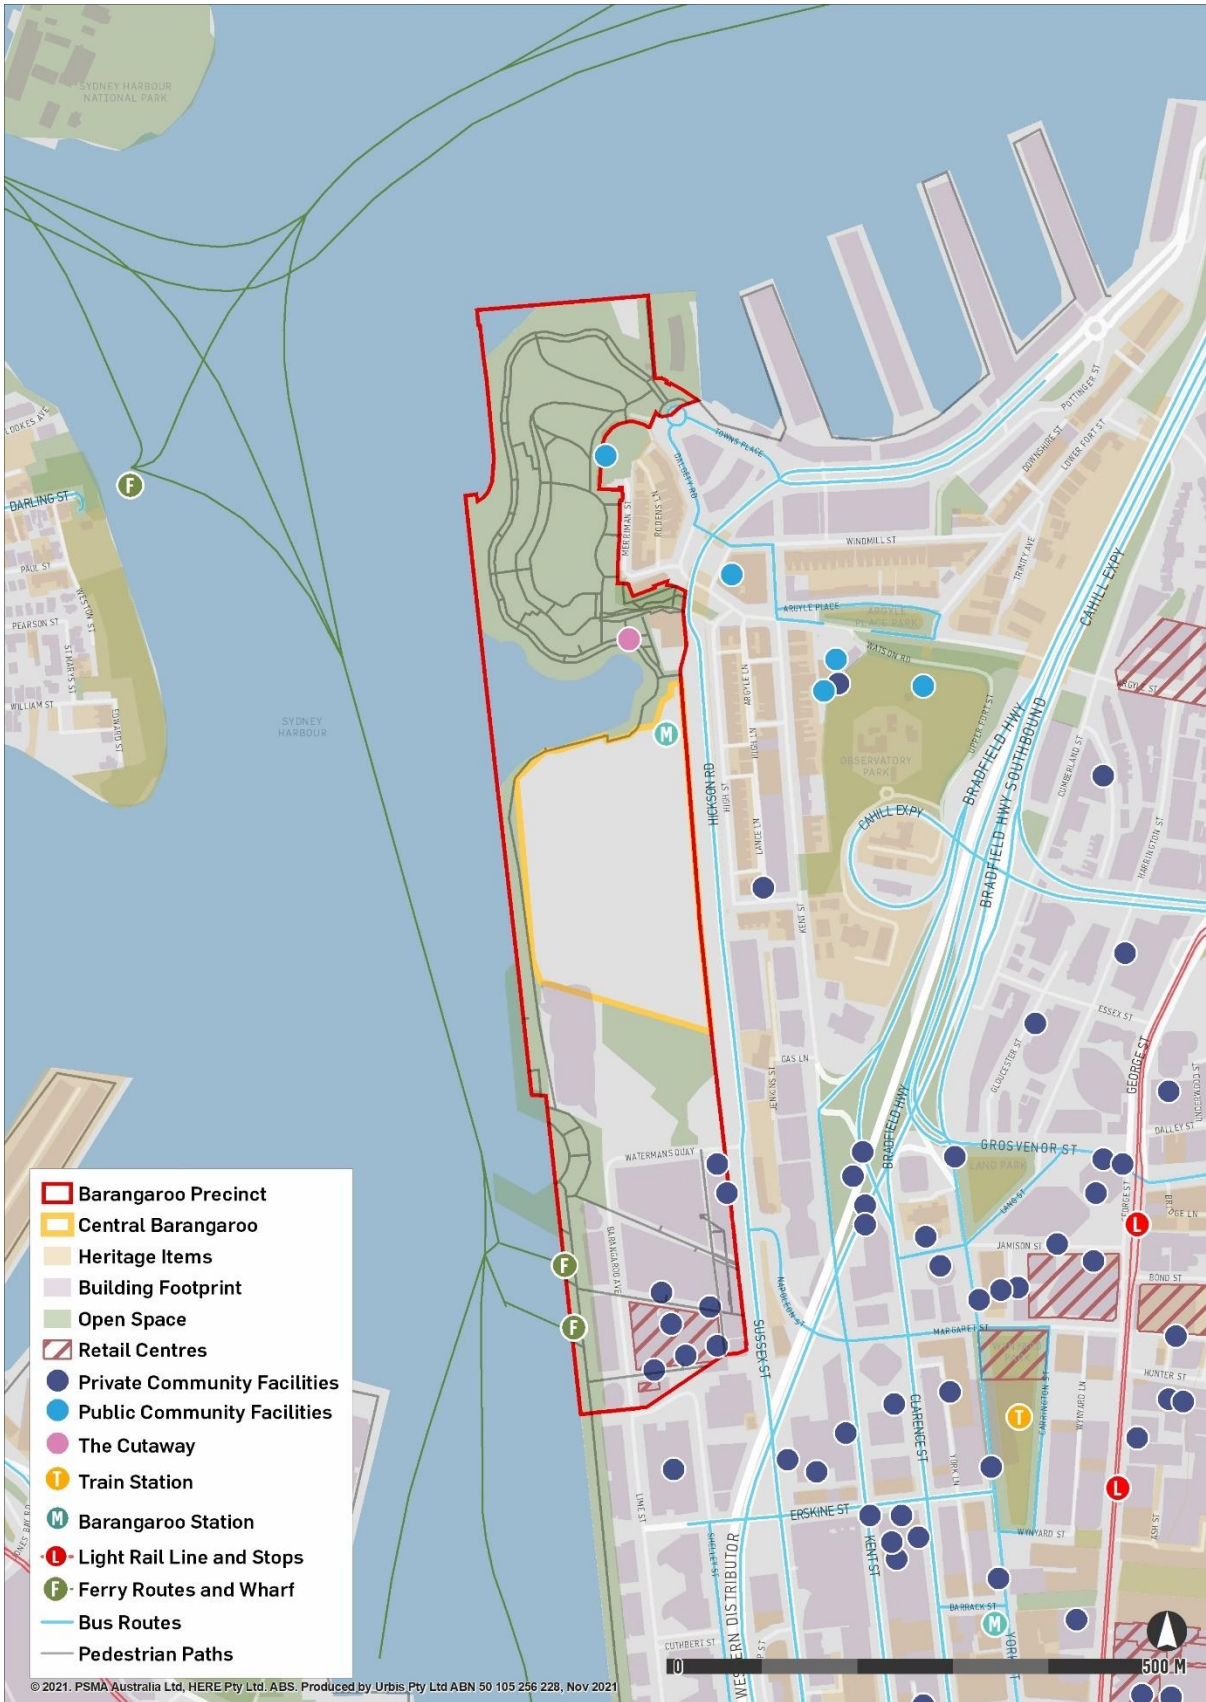 SYDNEY HARBOUR
NATIONAL PARK
DARLING ST
PAUL ST
WESTON ST
PEARSON ST
ST MARYS ST
WILLIAM ST
EDWARD ST
F
SYDNEY
HARBOUR
TOWNS PLACE
DALGETY RD
MERRIMAN ST
RODENS LN
POTTINGER ST
DOWNSHIRE ST
LOWER FORT ST
WINDMILL ST
TRINITY AVE
CAHILL EXPY
ARGYLE PLACE
ARGYLE
PLACE PARK
WATSON RD
ARGYLE ST
ARGYLE LN
UPPER FORT ST
M
HIGH LN
HIGH ST
HICKSON RD
LANCE LN
OBSERVATORY
PARK
CAHILL EXPY
BRADFIELD HWY
BRADFIELD HWY SOUTHBOUND
CUMBERLAND ST
HARRINGTON ST
KENT ST
ESSEX ST
GLOUCESTER ST
GEORGE ST
UNDERWOOD ST
DALLEY ST
GAS LN
JENKINS ST
BRADFIELD HWY
GROSVENOR ST
LANG PARK
LANG ST
WATERMANS QUAY
BARANGAROO AVE
F
F
NAPOLEON ST
SUSSEX ST
JAMISON ST
L
BOND ST
MARGARET ST
WYNYARD
PARK
HUNTER ST
CARRINGTON ST
WYNYARD LN
T
CLARENCE ST
YORK LN
LIME ST
ERSKINE ST
KENT ST
WYNYARD ST
L
ASH ST
SHELLEY ST
WESTERN DISTRIBUTOR
BARRACK ST
M
YORK ST
CUTHBERT ST
Barangaroo Precinct
Central Barangaroo
Heritage Items
Building Footprint
Open Space
Retail Centres
Private Community Facilities
Public Community Facilities
The Cutaway
T Train Station
M Barangaroo Station
L Light Rail Line and Stops
F Ferry Routes and Wharf
Bus Routes
Pedestrian Paths
0 500 M
© 2021. PSMA Australia Ltd, HERE Pty Ltd. ABS. Produced by Urbis Pty Ltd ABN 50 105 256 228, Nov 2021